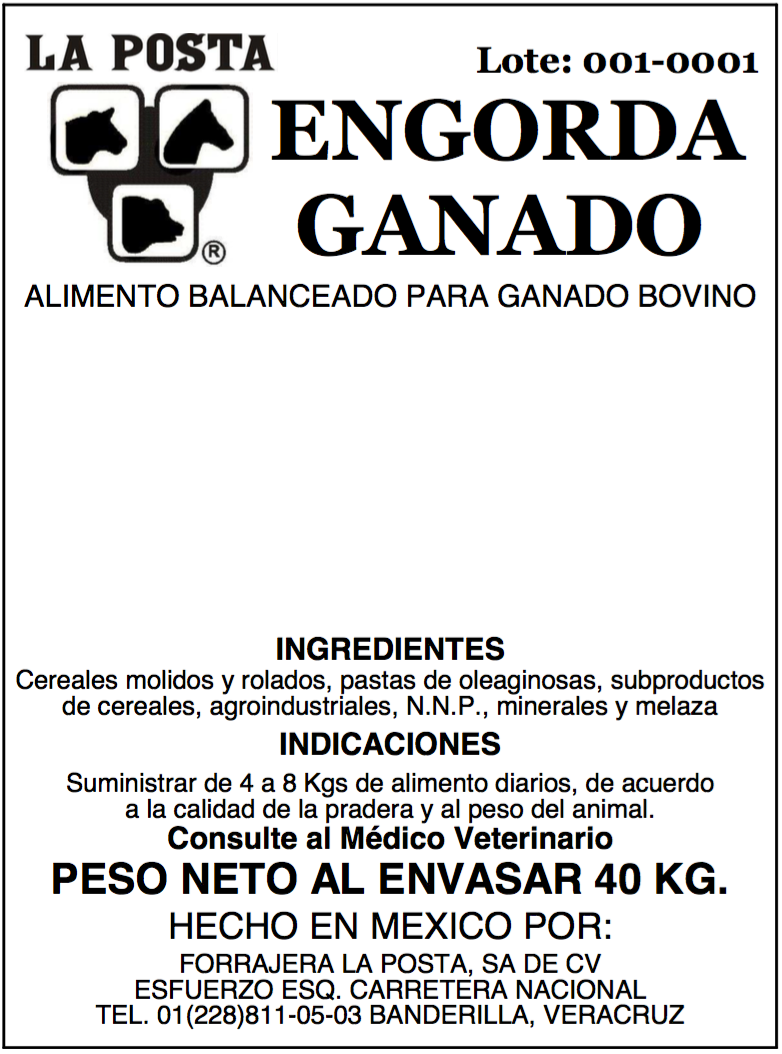 LA POSTA
Lote: 001-0001
ENGORDA
GANADO
®
ALIMENTO BALANCEADO PARA GANADO BOVINO
INGREDIENTES
Cereales molidos y rolados, pastas de oleaginosas, subproductos
de cereales, agroindustriales, N.N.P., minerales y melaza
INDICACIONES
Suministrar de 4 a 8 Kgs de alimento diarios, de acuerdo
a la calidad de la pradera y al peso del animal.
Consulte al Médico Veterinario
PESO NETO AL ENVASAR 40 KG.
HECHO EN MEXICO POR:
FORRAJERA LA POSTA, SA DE CV
ESFUERZO ESQ. CARRETERA NACIONAL
TEL. 01(228)811-05-03 BANDERILLA, VERACRUZ